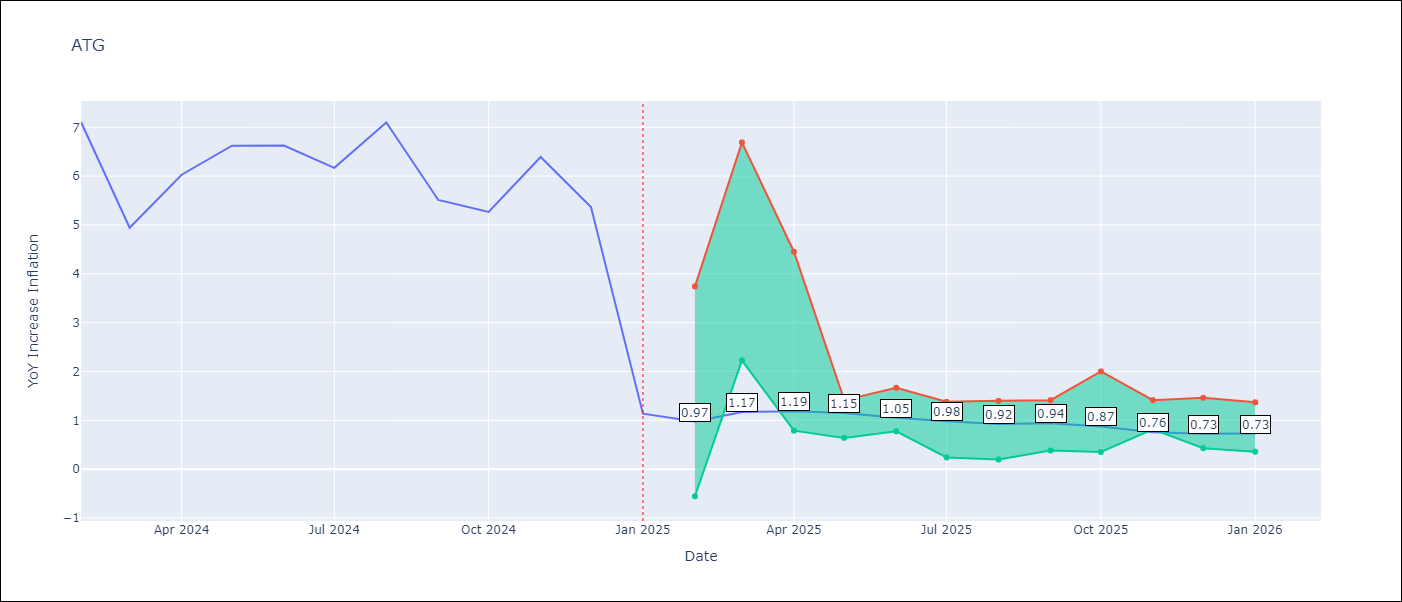 ATG
YoY Increase Inflation
7
6
5
4
3
2
1
0
−1
0.97
1.17
1.19
1.15
1.05
0.98
0.92
0.94
0.87
0.76
0.73
0.73
Apr 2024
Jul 2024
Oct 2024
Jan 2025
Apr 2025
Jul 2025
Oct 2025
Jan 2026
Date